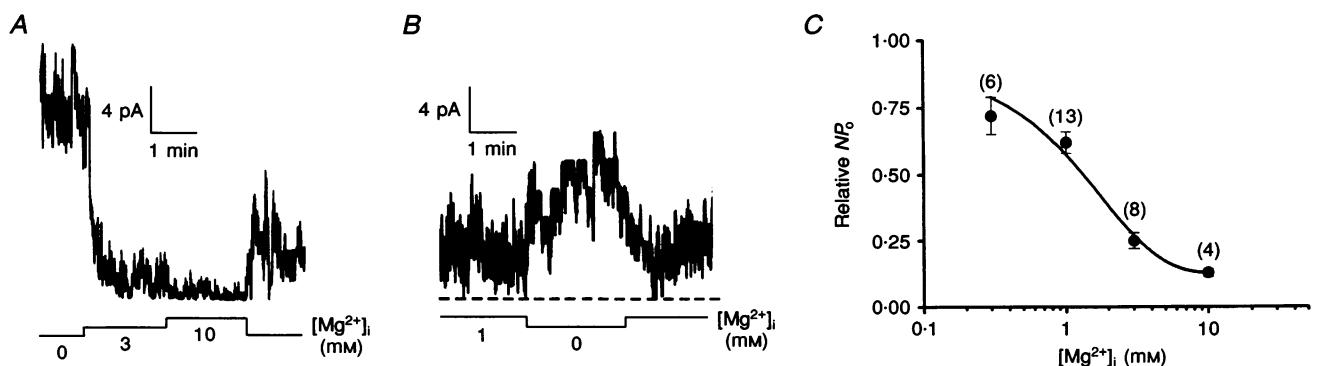 A
4 pA
1 min
0
3
10
[Mg²⁺]ᵢ
(mM)
B
4 pA
1 min
1
0
[Mg²⁺]ᵢ
(mM)
C
1·00
0·75
0·50
0·25
0·00
Relative NPₒ
(6)
(13)
(8)
(4)
0·1
1
10
[Mg²⁺]ᵢ (mM)